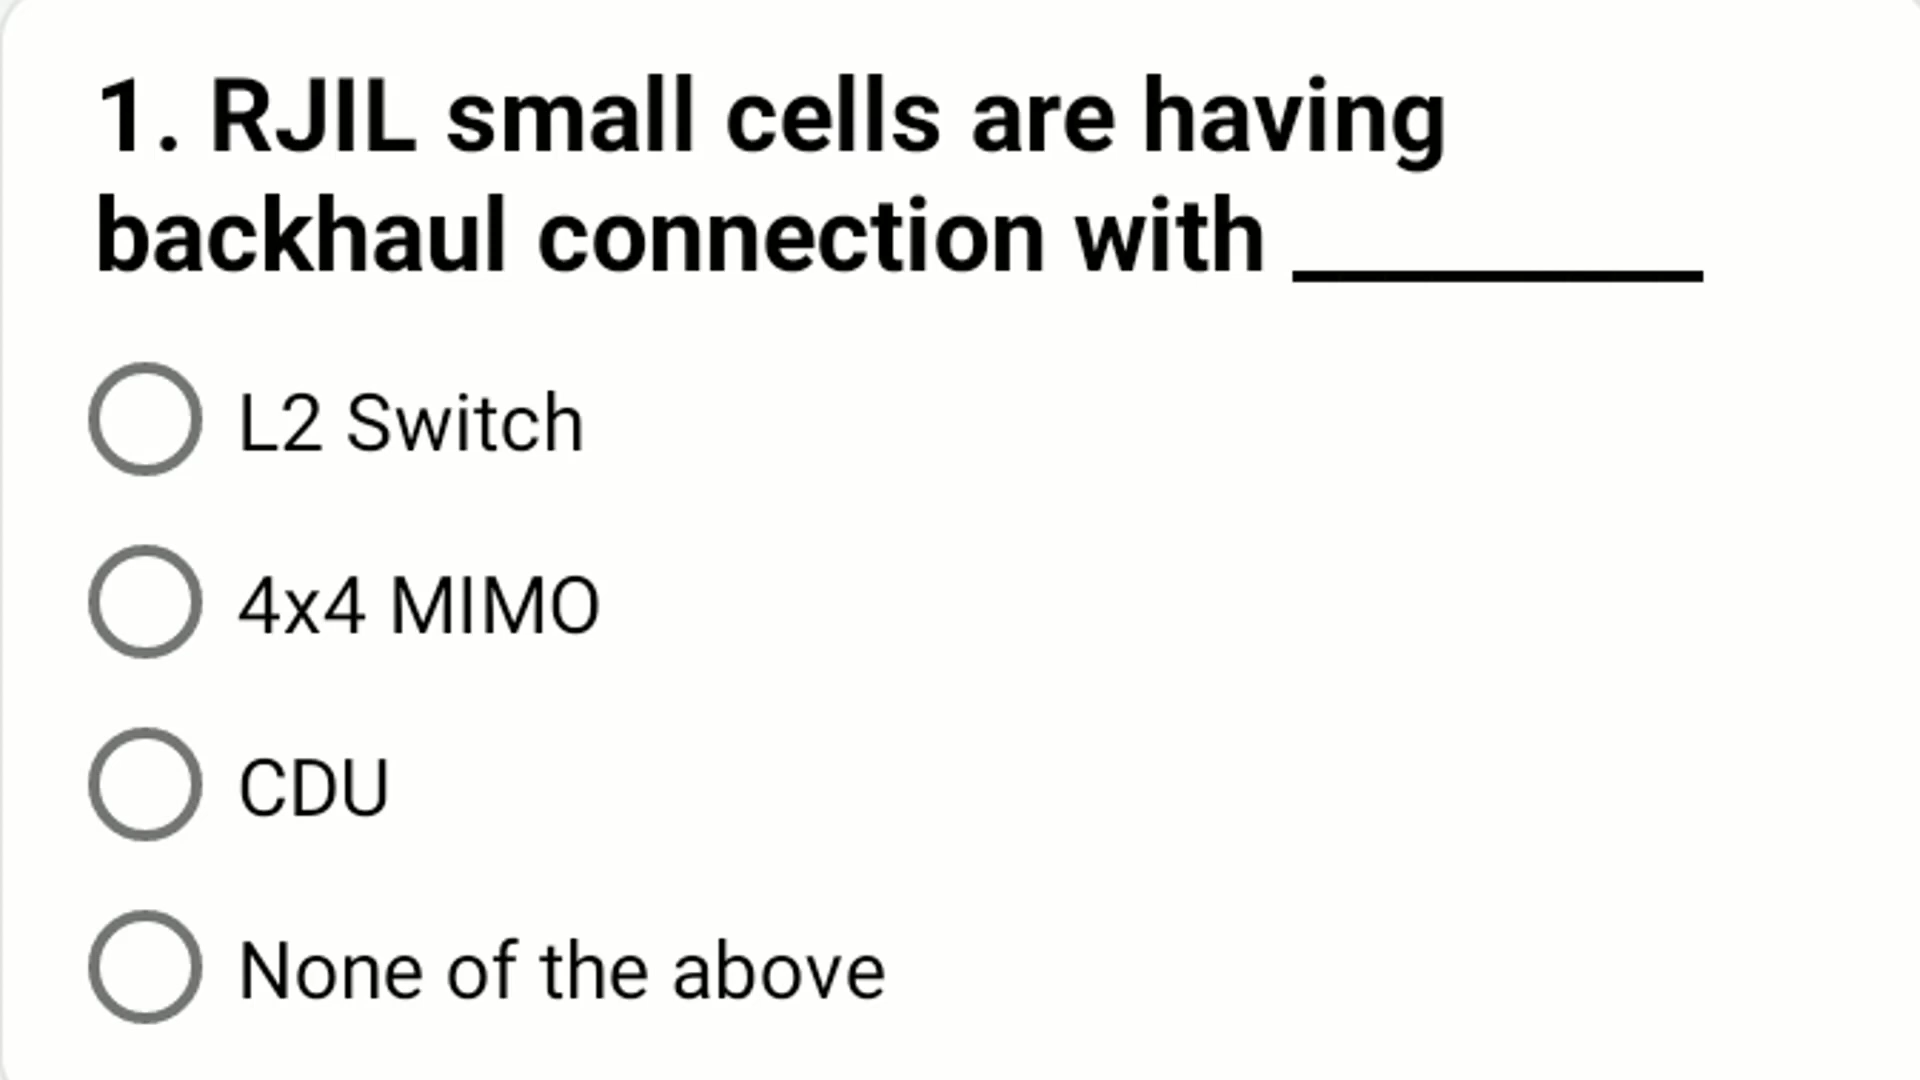 1. RJIL small cells are having
backhaul connection with ________
L2 Switch
4x4 MIMO
CDU
None of the above